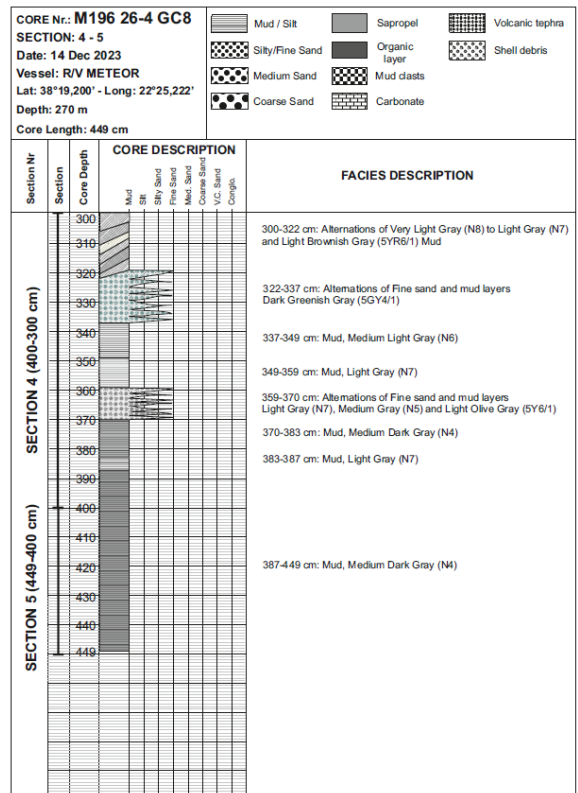 CORE Nr.: M196 26-4 GC8
SECTION: 4 - 5
Date: 14 Dec 2023
Vessel: R/V METEOR
Lat: 38°19,200’ - Long: 22°25,222’
Depth: 270 m
Core Length: 449 cm
Mud / Silt
Silty/Fine Sand
Medium Sand
Coarse Sand
Sapropel
Organic
layer
Mud clasts
Carbonate
Volcanic tephra
Shell debris
Section Nr
Section
Core Depth
CORE DESCRIPTION
Mud
Silt
Silty Sand
Fine Sand
Med. Sand
Coarse Sand
V.C. Sand
Conglo.
FACIES DESCRIPTION
SECTION 4 (400-300 cm)
SECTION 5 (449-400 cm)
300
310
320
330
340
350
360
370
380
390
400
410
420
430
440
449
300-322 cm: Alternations of Very Light Gray (N8) to Light Gray (N7)
and Light Brownish Gray (5YR6/1) Mud
322-337 cm: Alternations of Fine sand and mud layers
Dark Greenish Gray (5GY4/1)
337-349 cm: Mud, Medium Light Gray (N6)
349-359 cm: Mud, Light Gray (N7)
359-370 cm: Alternations of Fine sand and mud layers
Light Gray (N7), Medium Gray (N5) and Light Olive Gray (5Y6/1)
370-383 cm: Mud, Medium Dark Gray (N4)
383-387 cm: Mud, Light Gray (N7)
387-449 cm: Mud, Medium Dark Gray (N4)